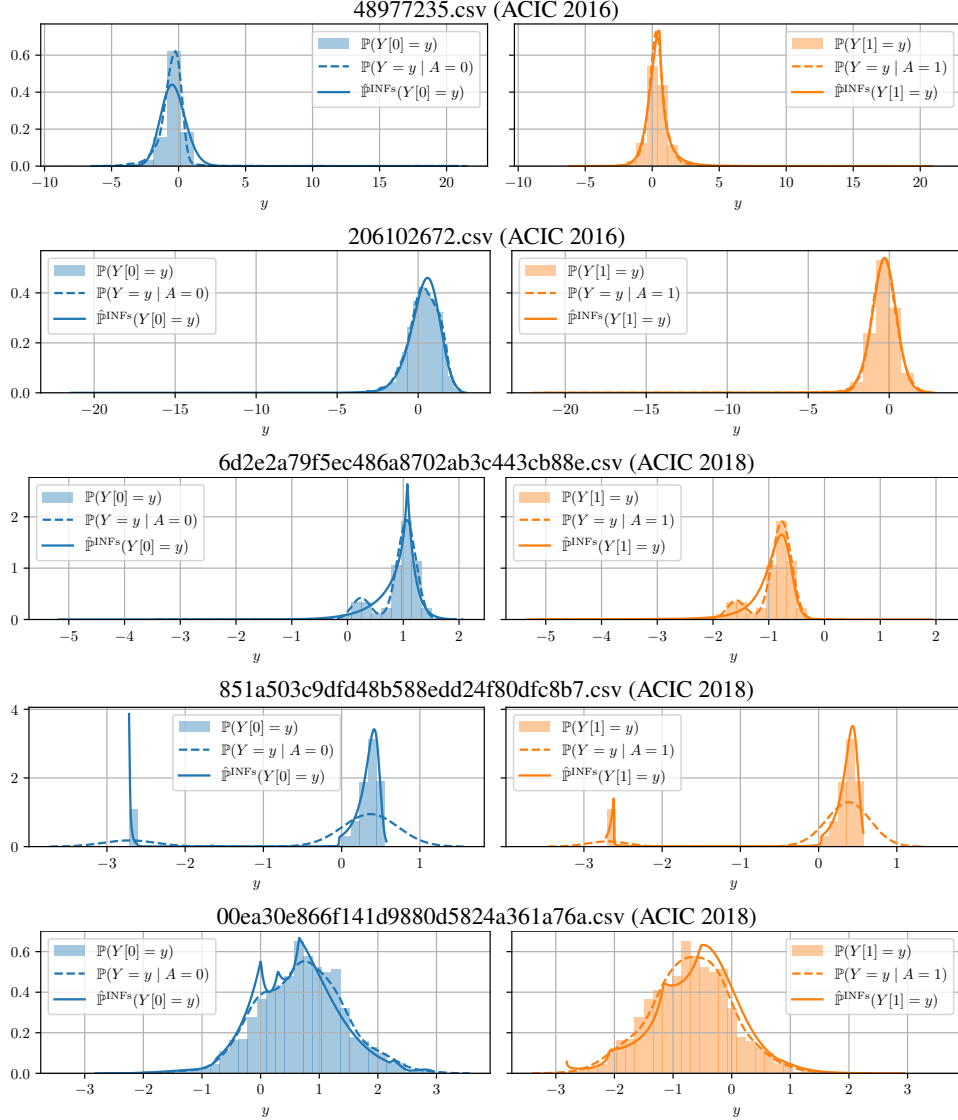 48977235.csv (ACIC 2016)
0.6
0.4
0.2
0.0
ℙ(Y[0] = y)
ℙ(Y = y | A = 0)
ℙ̂^INFs(Y[0] = y)
−10 −5 0 5 10 15 20
y
ℙ(Y[1] = y)
ℙ(Y = y | A = 1)
ℙ̂^INFs(Y[1] = y)
−10 −5 0 5 10 15 20
y
206102672.csv (ACIC 2016)
0.4
0.2
0.0
ℙ(Y[0] = y)
ℙ(Y = y | A = 0)
ℙ̂^INFs(Y[0] = y)
−20 −15 −10 −5 0
y
ℙ(Y[1] = y)
ℙ(Y = y | A = 1)
ℙ̂^INFs(Y[1] = y)
−20 −15 −10 −5 0
y
6d2e2a79f5ec486a8702ab3c443cb88e.csv (ACIC 2018)
2
1
0
ℙ(Y[0] = y)
ℙ(Y = y | A = 0)
ℙ̂^INFs(Y[0] = y)
−5 −4 −3 −2 −1 0 1 2
y
ℙ(Y[1] = y)
ℙ(Y = y | A = 1)
ℙ̂^INFs(Y[1] = y)
−5 −4 −3 −2 −1 0 1 2
y
851a503c9dfd48b588edd24f80dfc8b7.csv (ACIC 2018)
4
2
0
ℙ(Y[0] = y)
ℙ(Y = y | A = 0)
ℙ̂^INFs(Y[0] = y)
−3 −2 −1 0 1
y
ℙ(Y[1] = y)
ℙ(Y = y | A = 1)
ℙ̂^INFs(Y[1] = y)
−3 −2 −1 0 1
y
00ea30e866f141d9880d5824a361a76a.csv (ACIC 2018)
0.6
0.4
0.2
0.0
ℙ(Y[0] = y)
ℙ(Y = y | A = 0)
ℙ̂^INFs(Y[0] = y)
−3 −2 −1 0 1 2 3
y
ℙ(Y[1] = y)
ℙ(Y = y | A = 1)
ℙ̂^INFs(Y[1] = y)
−3 −2 −1 0 1 2 3
y